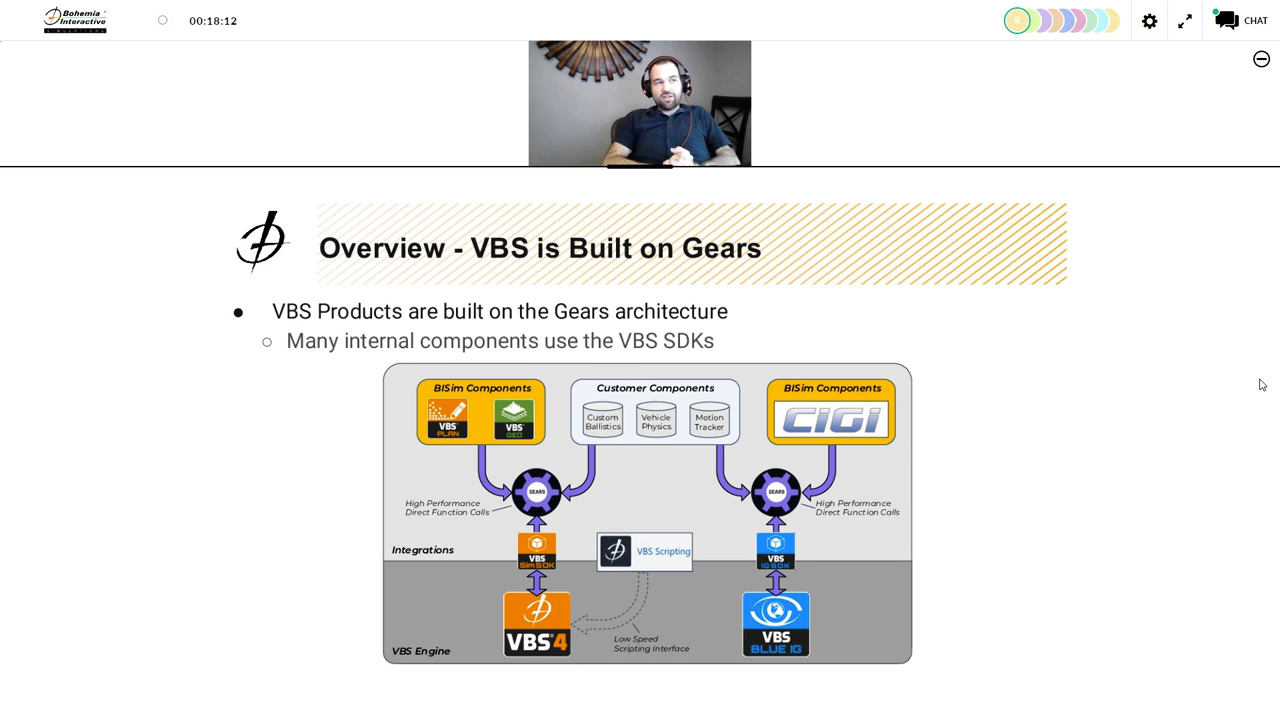 Bohemia
Interactive
SIMULATIONS
00:18:12
R
CHAT
Overview - VBS is Built on Gears
● VBS Products are built on the Gears architecture
○ Many internal components use the VBS SDKs
BISim Components
VBS
PLAN
VBS
GEO
Customer Components
Custom
Ballistics
Vehicle
Physics
Motion
Tracker
BISim Components
CIGI
GEARS
GEARS
High Performance
Direct Function Calls
High Performance
Direct Function Calls
Integrations
VBS
SimSDK
VBS Scripting
VBS
IGSDK
VBS4
VBS
BLUE IG
Low Speed
Scripting Interface
VBS Engine